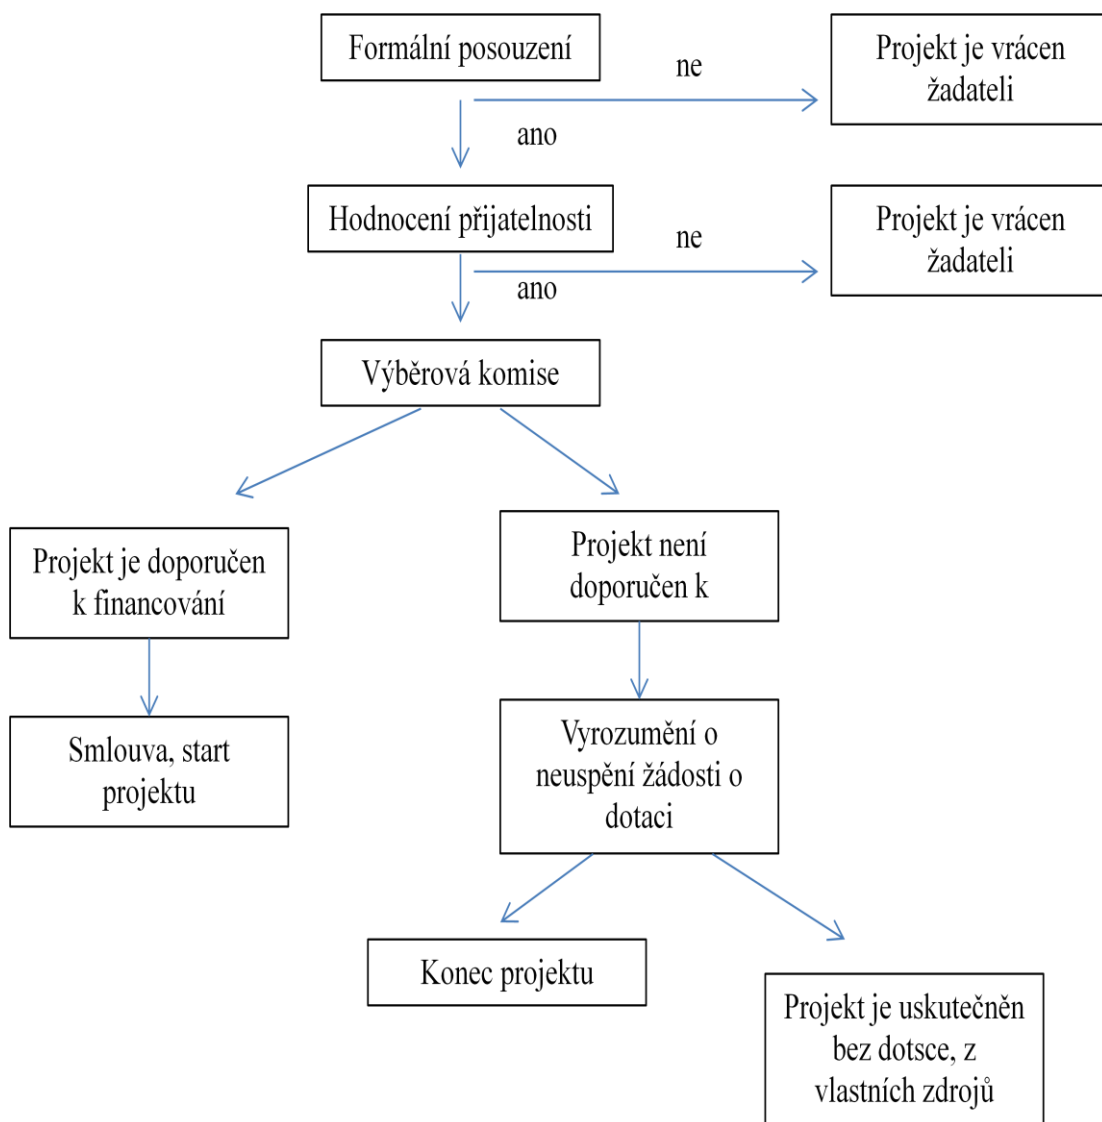 Formální posouzení
ne
Projekt je vrácen
žadateli
ano
Hodnocení přijatelnosti
ne
Projekt je vrácen
žadateli
ano
Výběrová komise
Projekt je doporučen
k financování
Projekt není
doporučen k
Smlouva, start
projektu
Vyrozumění o
neuspění žádosti o
dotaci
Konec projektu
Projekt je uskutečněn
bez dotsce, z
vlastních zdrojů